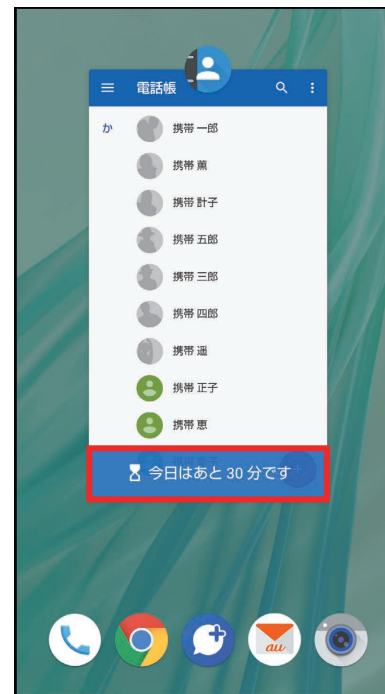 電話帳
か
携帯 一郎
携帯 薫
携帯 計子
携帯 五郎
携帯 三郎
携帯 四郎
携帯 遥
携帯 正子
携帯 恵
今日はあと 30 分です
au